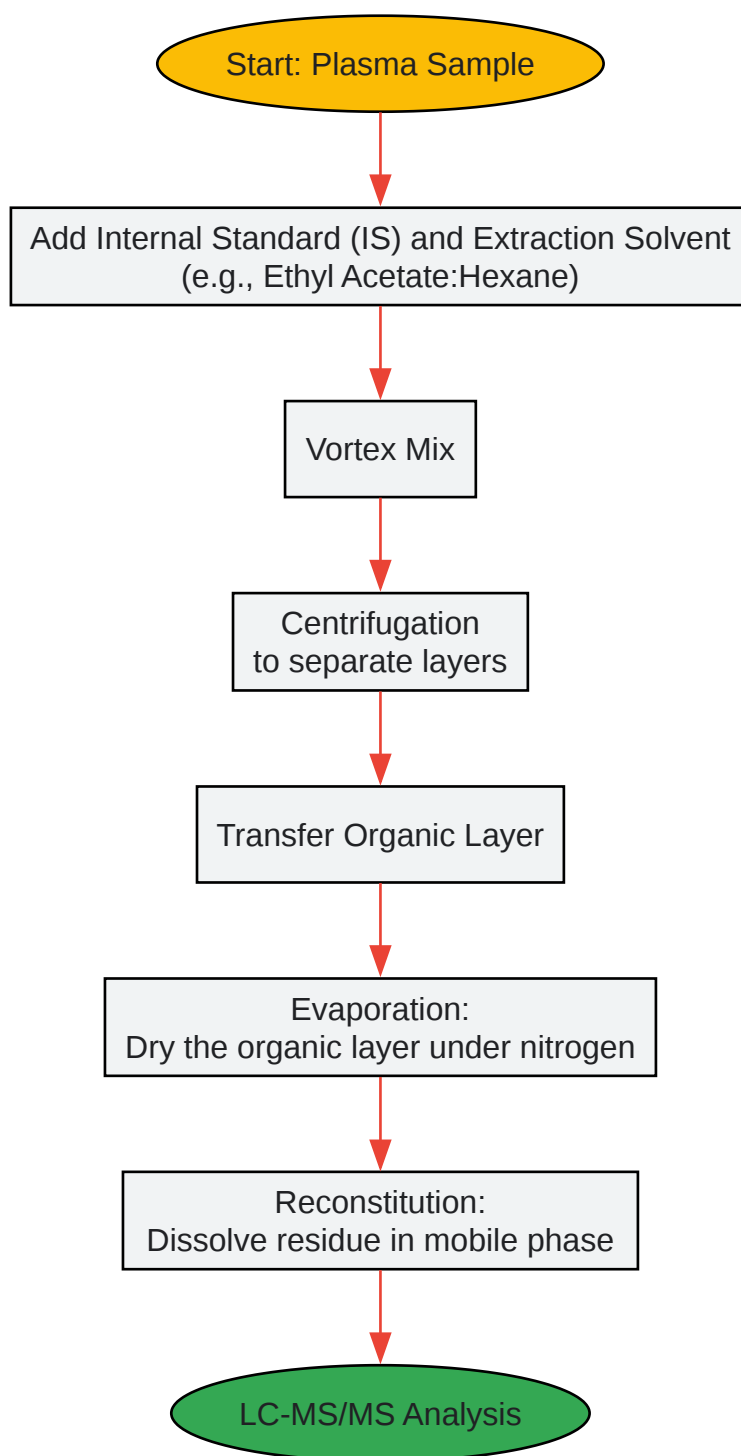 Start: Plasma Sample
Add Internal Standard (IS) and Extraction Solvent
(e.g., Ethyl Acetate:Hexane)
Vortex Mix
Centrifugation
to separate layers
Transfer Organic Layer
Evaporation:
Dry the organic layer under nitrogen
Reconstitution:
Dissolve residue in mobile phase
LC-MS/MS Analysis